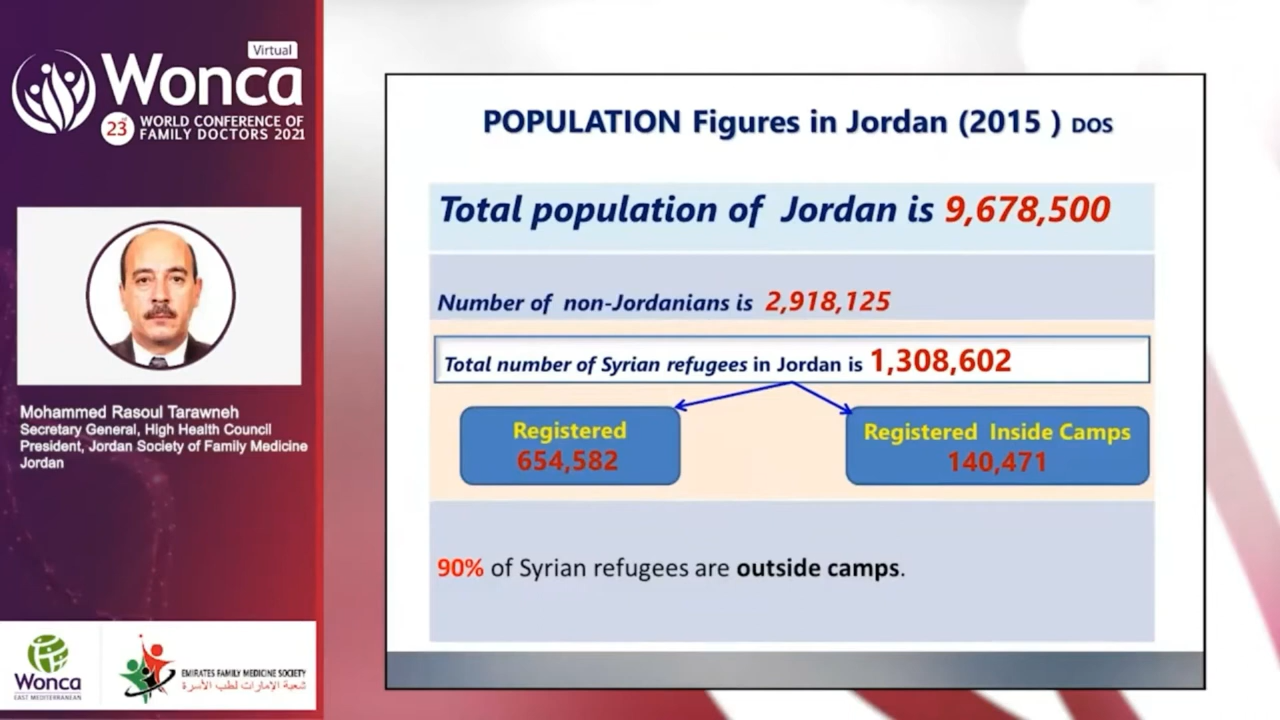 Virtual
Wonca
23rd WORLD CONFERENCE OF
FAMILY DOCTORS 2021
Mohammed Rasoul Tarawneh
Secretary General, High Health Council
President, Jordan Society of Family Medicine
Jordan
Wonca
EAST MEDITERRANEAN
EMIRATES FAMILY MEDICINE SOCIETY
شعبة الإمارات لطب الأسرة
POPULATION Figures in Jordan (2015 ) DOS
Total population of Jordan is 9,678,500
Number of non-Jordanians is 2,918,125
Total number of Syrian refugees in Jordan is 1,308,602
Registered
654,582
Registered Inside Camps
140,471
90% of Syrian refugees are outside camps.